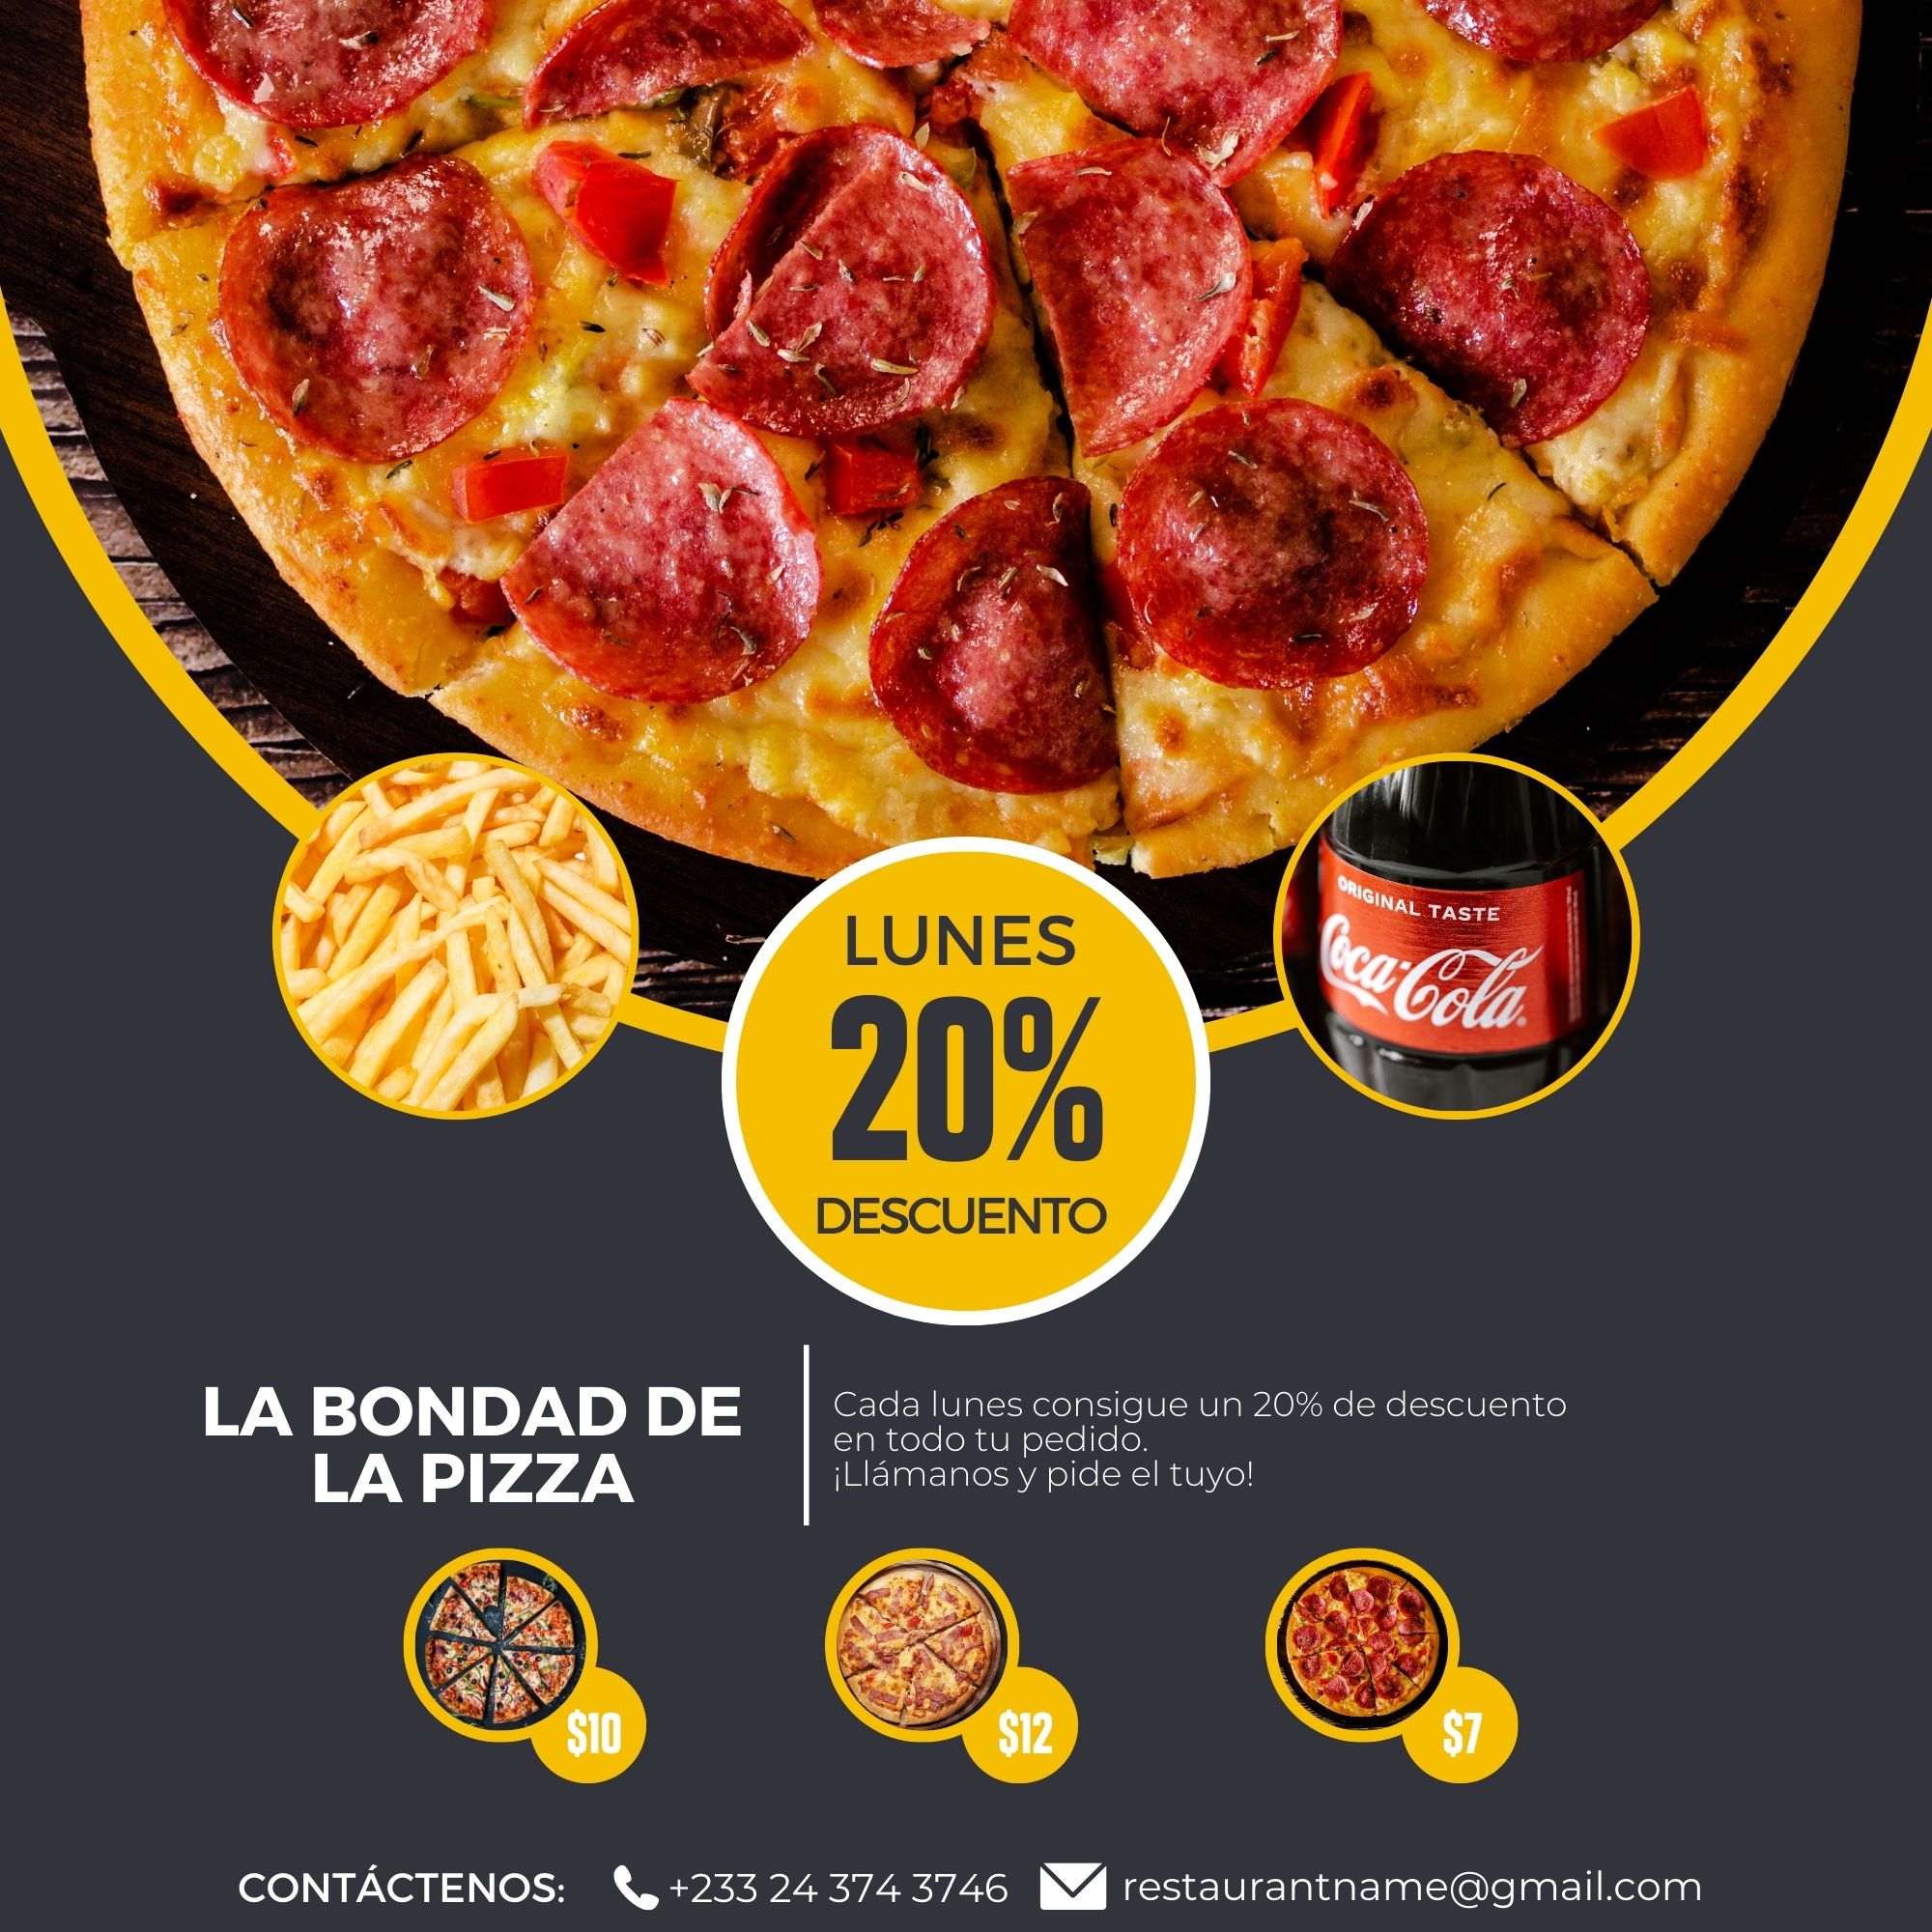 ORIGINAL TASTE
Coca-Cola
LUNES
20%
DESCUENTO
LA BONDAD DE
LA PIZZA
Cada lunes consigue un 20% de descuento
en todo tu pedido.
¡Llámanos y pide el tuyo!
$10
$12
$7
CONTÁCTENOS: +233 24 374 3746 restaurantname@gmail.com